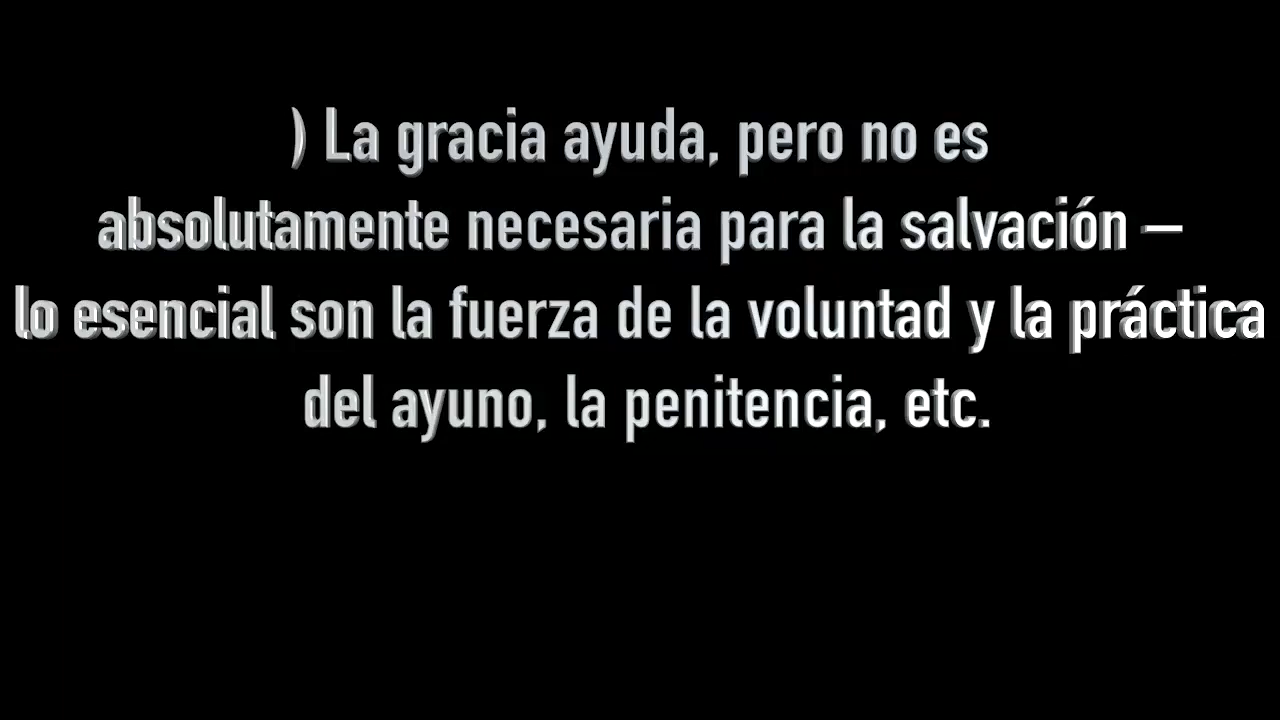 ) La gracia ayuda, pero no es
absolutamente necesaria para la salvación –
lo esencial son la fuerza de la voluntad y la práctica
del ayuno, la penitencia, etc.